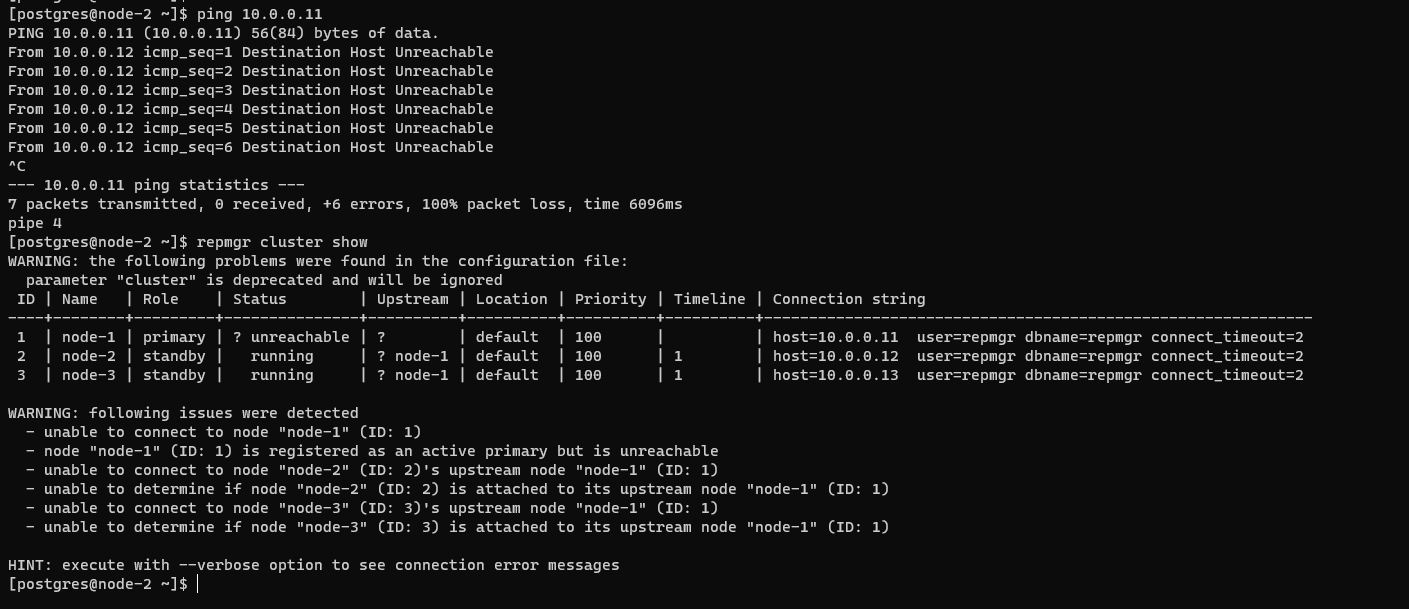 [postgres@node-2 ~]$ ping 10.0.0.11
PING 10.0.0.11 (10.0.0.11) 56(84) bytes of data.
From 10.0.0.12 icmp_seq=1 Destination Host Unreachable
From 10.0.0.12 icmp_seq=2 Destination Host Unreachable
From 10.0.0.12 icmp_seq=3 Destination Host Unreachable
From 10.0.0.12 icmp_seq=4 Destination Host Unreachable
From 10.0.0.12 icmp_seq=5 Destination Host Unreachable
From 10.0.0.12 icmp_seq=6 Destination Host Unreachable
^C
--- 10.0.0.11 ping statistics ---
7 packets transmitted, 0 received, +6 errors, 100% packet loss, time 6096ms
pipe 4
[postgres@node-2 ~]$ repmgr cluster show
WARNING: the following problems were found in the configuration file:
  parameter "cluster" is deprecated and will be ignored
 ID | Name   | Role    | Status        | Upstream | Location | Priority | Timeline | Connection string
----+--------+---------+---------------+----------+----------+----------+----------+-------------------------------------------------------------
 1  | node-1 | primary | ? unreachable | ?        | default  | 100      |          | host=10.0.0.11  user=repmgr dbname=repmgr connect_timeout=2
 2  | node-2 | standby |   running     | ? node-1 | default  | 100      | 1        | host=10.0.0.12  user=repmgr dbname=repmgr connect_timeout=2
 3  | node-3 | standby |   running     | ? node-1 | default  | 100      | 1        | host=10.0.0.13  user=repmgr dbname=repmgr connect_timeout=2
WARNING: following issues were detected
  - unable to connect to node "node-1" (ID: 1)
  - node "node-1" (ID: 1) is registered as an active primary but is unreachable
  - unable to connect to node "node-2" (ID: 2)'s upstream node "node-1" (ID: 1)
  - unable to determine if node "node-2" (ID: 2) is attached to its upstream node "node-1" (ID: 1)
  - unable to connect to node "node-3" (ID: 3)'s upstream node "node-1" (ID: 1)
  - unable to determine if node "node-3" (ID: 3) is attached to its upstream node "node-1" (ID: 1)
HINT: execute with --verbose option to see connection error messages
[postgres@node-2 ~]$